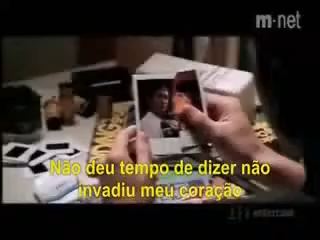 m·net
Não deu tempo de dizer não
invadiu meu coração